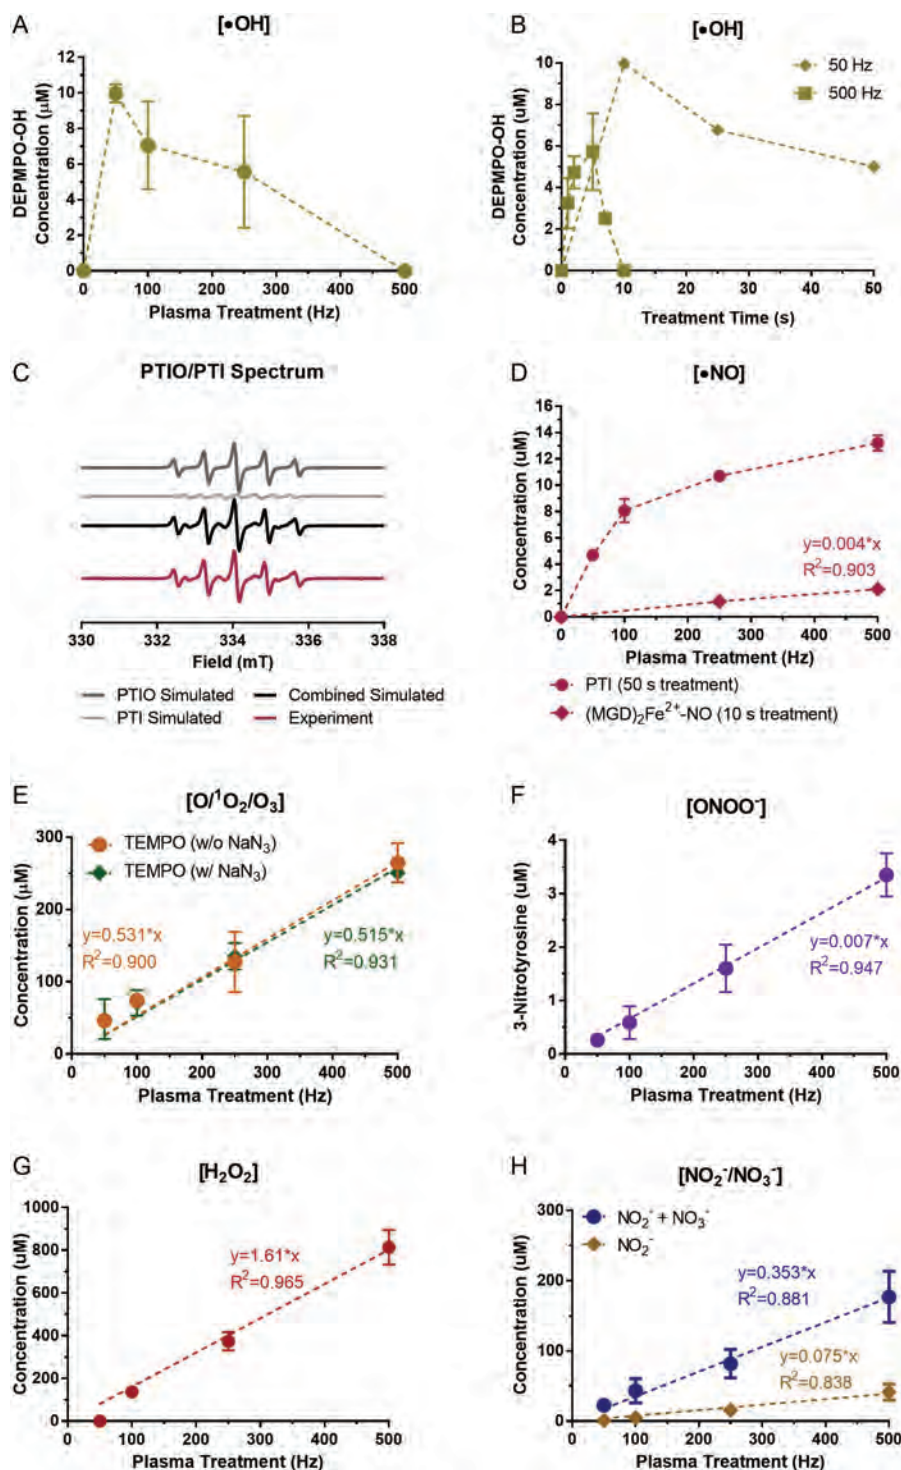 A
[•OH]
DEPMPO-OH
Concentration (μM)
12
10
8
6
4
2
0
0 100 200 300 400 500
Plasma Treatment (Hz)
B
[•OH]
DEPMPO-OH
Concentration (uM)
10
8
6
4
2
0
50 Hz
500 Hz
0 10 20 30 40 50
Treatment Time (s)
C
PTIO/PTI Spectrum
330 332 334 336 338
Field (mT)
PTIO Simulated
Combined Simulated
PTI Simulated
Experiment
D
[•NO]
Concentration (uM)
16
14
12
10
8
6
4
2
0
y=0.004*x
R²=0.903
0 100 200 300 400 500
Plasma Treatment (Hz)
PTI (50 s treatment)
(MGD)₂Fe²⁺-NO (10 s treatment)
E
[O/¹O₂/O₃]
Concentration (μM)
300
200
100
0
TEMPO (w/o NaN₃)
TEMPO (w/ NaN₃)
y=0.531*x
R²=0.900
y=0.515*x
R²=0.931
0 100 200 300 400 500
Plasma Treatment (Hz)
F
[ONOO⁻]
3-Nitrotyrosine (uM)
4
3
2
1
0
y=0.007*x
R²=0.947
0 100 200 300 400 500
Plasma Treatment (Hz)
G
[H₂O₂]
Concentration (uM)
1000
800
600
400
200
0
y=1.61*x
R²=0.965
0 100 200 300 400 500
Plasma Treatment (Hz)
H
[NO₂⁻/NO₃⁻]
Concentration (uM)
300
200
100
0
NO₂⁻ + NO₃⁻
NO₂⁻
y=0.353*x
R²=0.881
y=0.075*x
R²=0.838
0 100 200 300 400 500
Plasma Treatment (Hz)